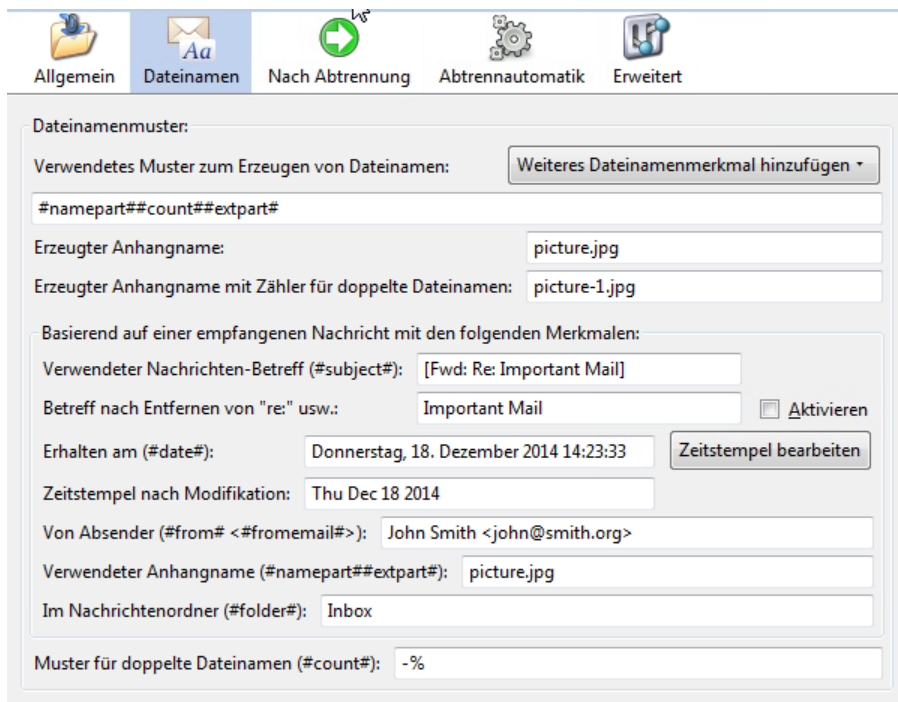 Aa
Allgemein Dateinamen Nach Abtrennung Abtrennautomatik Erweitert
Dateinamenmuster:
Verwendetes Muster zum Erzeugen von Dateinamen: Weiteres Dateinamenmerkmal hinzufügen
#namepart##count##extpart#
Erzeugter Anhangname: picture.jpg
Erzeugter Anhangname mit Zähler für doppelte Dateinamen: picture-1.jpg
Basierend auf einer empfangenen Nachricht mit den folgenden Merkmalen:
Verwendeter Nachrichten-Betreff (#subject#): [Fwd: Re: Important Mail]
Betreff nach Entfernen von "re:" usw.: Important Mail Aktivieren
Erhalten am (#date#): Donnerstag, 18. Dezember 2014 14:23:33 Zeitstempel bearbeiten
Zeitstempel nach Modifikation: Thu Dec 18 2014
Von Absender (#from# <#fromemail#>): John Smith <john@smith.org>
Verwendeter Anhangname (#namepart##extpart#): picture.jpg
Im Nachrichtenordner (#folder#): Inbox
Muster für doppelte Dateinamen (#count#): -%